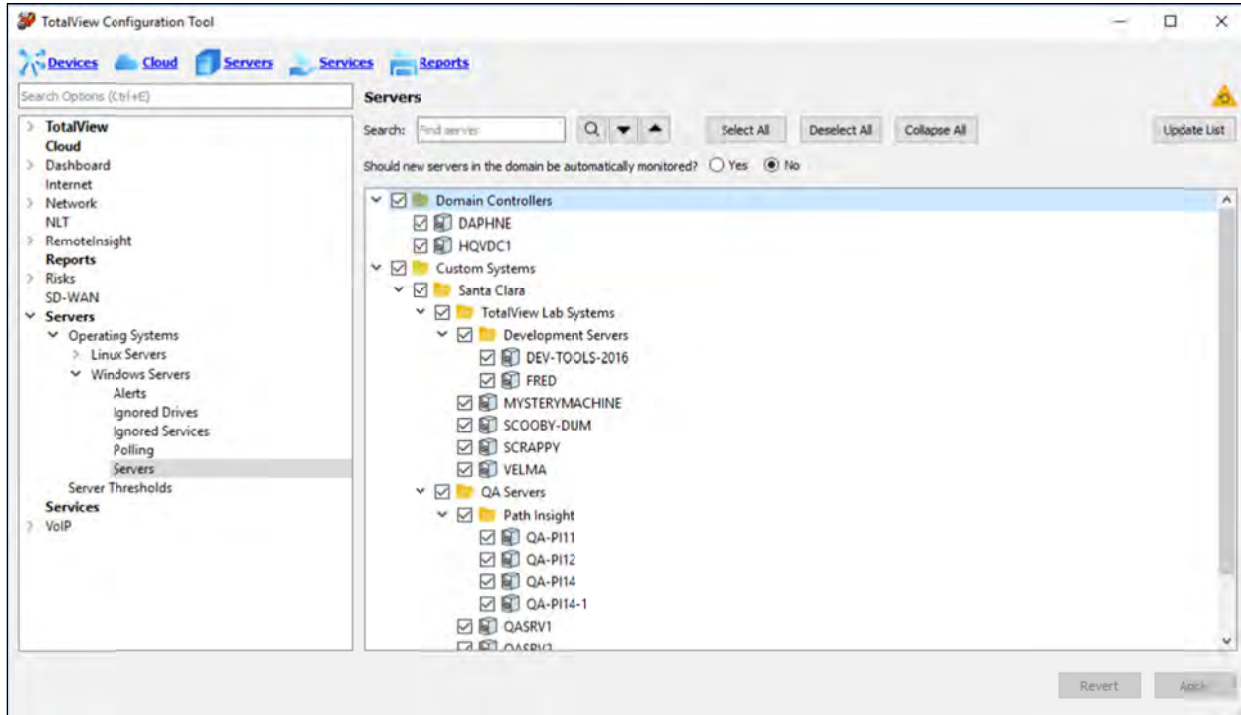 TotalView Configuration Tool
Devices Cloud Servers Services Reports
Search Options (Ctrl+E)
TotalView
Cloud
Dashboard
Internet
Network
NLT
RemoteInsight
Reports
Risks
SD-WAN
Servers
Operating Systems
Linux Servers
Windows Servers
Alerts
Ignored Drives
Ignored Services
Polling
Servers
Server Thresholds
Services
VoIP
Servers
Search: Find server Select All Deselect All Collapse All Update List
Should new servers in the domain be automatically monitored? Yes No
Domain Controllers
DAPHNE
HQVDC1
Custom Systems
Santa Clara
TotalView Lab Systems
Development Servers
DEV-TOOLS-2016
FRED
MYSTERYMACHINE
SCOOBY-DUM
SCRAPPY
VELMA
QA Servers
Path Insight
QA-PI11
QA-PI12
QA-PI14
QA-PI14-1
QASRV1
Revert Apply